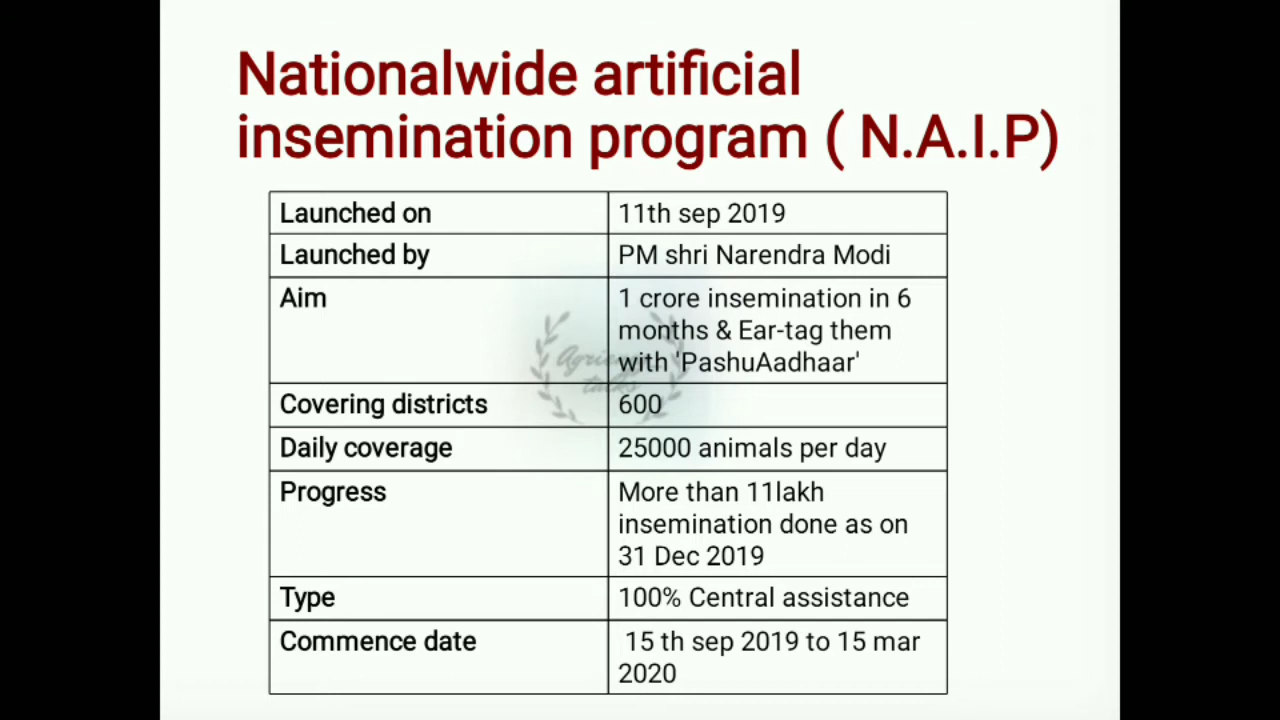 Nationalwide artificial
insemination program ( N.A.I.P)
Launched on 11th sep 2019
Launched by PM shri Narendra Modi
Aim 1 crore insemination in 6
months & Ear-tag them
with 'PashuAadhaar'
Covering districts 600
Daily coverage 25000 animals per day
Progress More than 11lakh
insemination done as on
31 Dec 2019
Type 100% Central assistance
Commence date 15 th sep 2019 to 15 mar
2020
talks